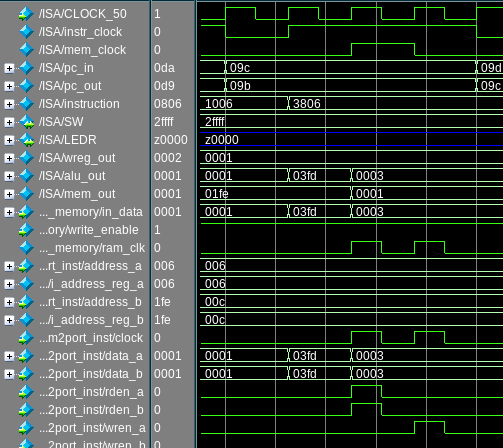 /ISA/CLOCK_50 1
/ISA/instr_clock 0
/ISA/mem_clock 0
/ISA/pc_in 0da 09c 09d
/ISA/pc_out 0d9 09b 09c
/ISA/instruction 0806 1006 3806
/ISA/SW 2ffff 2ffff
/ISA/LEDR z0000 z0000
/ISA/wreg_out 0002 0001
/ISA/alu_out 0001 0001 03fd 0003
/ISA/mem_out 0001 01fe 0001
..._memory/in_data 0001 0001 03fd 0003
...ory/write_enable 1
..._memory/ram_clk 0
...rt_inst/address_a 006 006
.../i_address_reg_a 006 006
...rt_inst/address_b 1fe 00c
.../i_address_reg_b 1fe 00c
...m2port_inst/clock 0
...2port_inst/data_a 0001 0001 03fd 0003
...2port_inst/data_b 0001 0001 03fd 0003
...2port_inst/rden_a 0
...2port_inst/rden_b 0
...2port_inst/wren_a 0
...2port_inst/wren_b 0